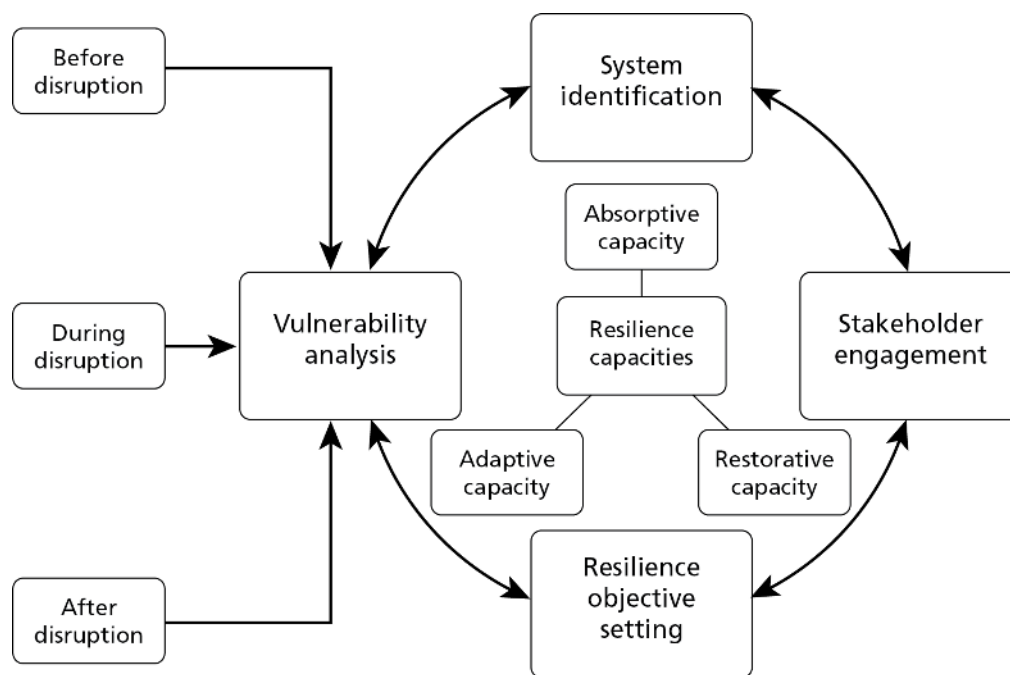 Before
disruption
System
identification
Absorptive
capacity
During
disruption
Vulnerability
analysis
Resilience
capacities
Stakeholder
engagement
Adaptive
capacity
Restorative
capacity
After
disruption
Resilience
objective
setting